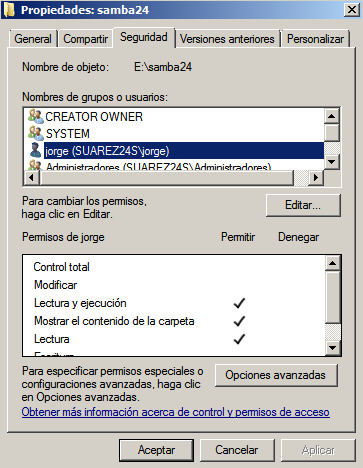 Propiedades: samba24
General
Compartir
Seguridad
Versiones anteriores
Personalizar
Nombre de objeto:
E:\samba24
Nombres de grupos o usuarios:
CREATOR OWNER
SYSTEM
jorge (SUAREZ24S\jorge)
Administradores (SUAREZ24S\Administradores)
Para cambiar los permisos,
haga clic en Editar.
Editar...
Permisos de jorge
Permitir
Denegar
Control total
Modificar
Lectura y ejecución
Mostrar el contenido de la carpeta
Lectura
Escritura
Para especificar permisos especiales o
configuraciones avanzadas, haga clic
en Opciones avanzadas.
Opciones avanzadas
Obtener más información acerca de control y permisos de acceso
Aceptar
Cancelar
Aplicar